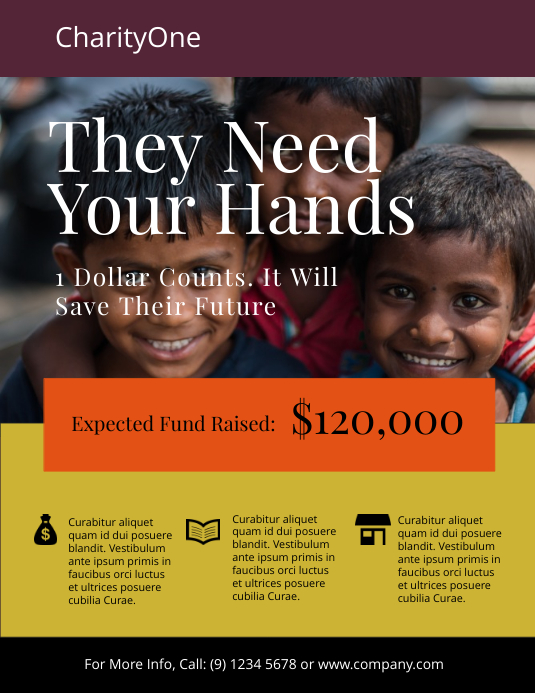 CharityOne
They Need
Your Hands
1 Dollar Counts. It Will
Save Their Future
Expected Fund Raised: $120,000
$
Curabitur aliquet
quam id dui posuere
blandit. Vestibulum
ante ipsum primis in
faucibus orci luctus
et ultrices posuere
cubilia Curae.
Curabitur aliquet
quam id dui posuere
blandit. Vestibulum
ante ipsum primis in
faucibus orci luctus
et ultrices posuere
cubilia Curae.
Curabitur aliquet
quam id dui posuere
blandit. Vestibulum
ante ipsum primis in
faucibus orci luctus
et ultrices posuere
cubilia Curae.
For More Info, Call: (9) 1234 5678 or www.company.com